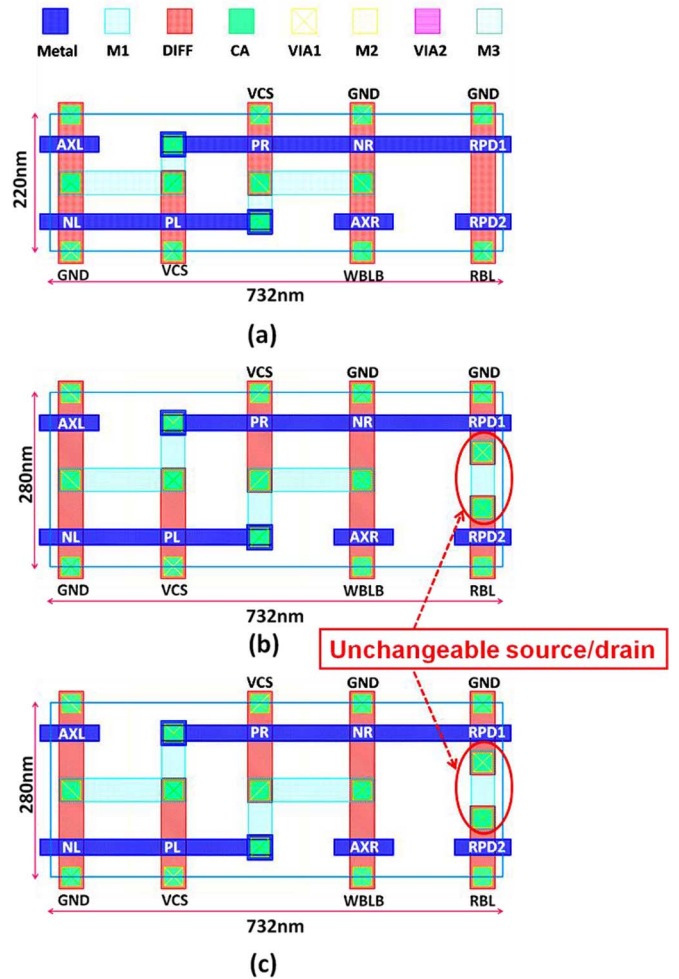 Metal M1 DIFF CA VIA1 M2 VIA2 M3
VCS GND GND
AXL PR NR RPD1
220nm
NL PL AXR RPD2
GND VCS WBLB RBL
732nm
(a)
VCS GND GND
AXL PR NR RPD1
280nm
NL PL AXR RPD2
GND VCS WBLB RBL
732nm
(b)
Unchangeable source/drain
VCS GND GND
AXL PR NR RPD1
280nm
NL PL AXR RPD2
GND VCS WBLB RBL
732nm
(c)